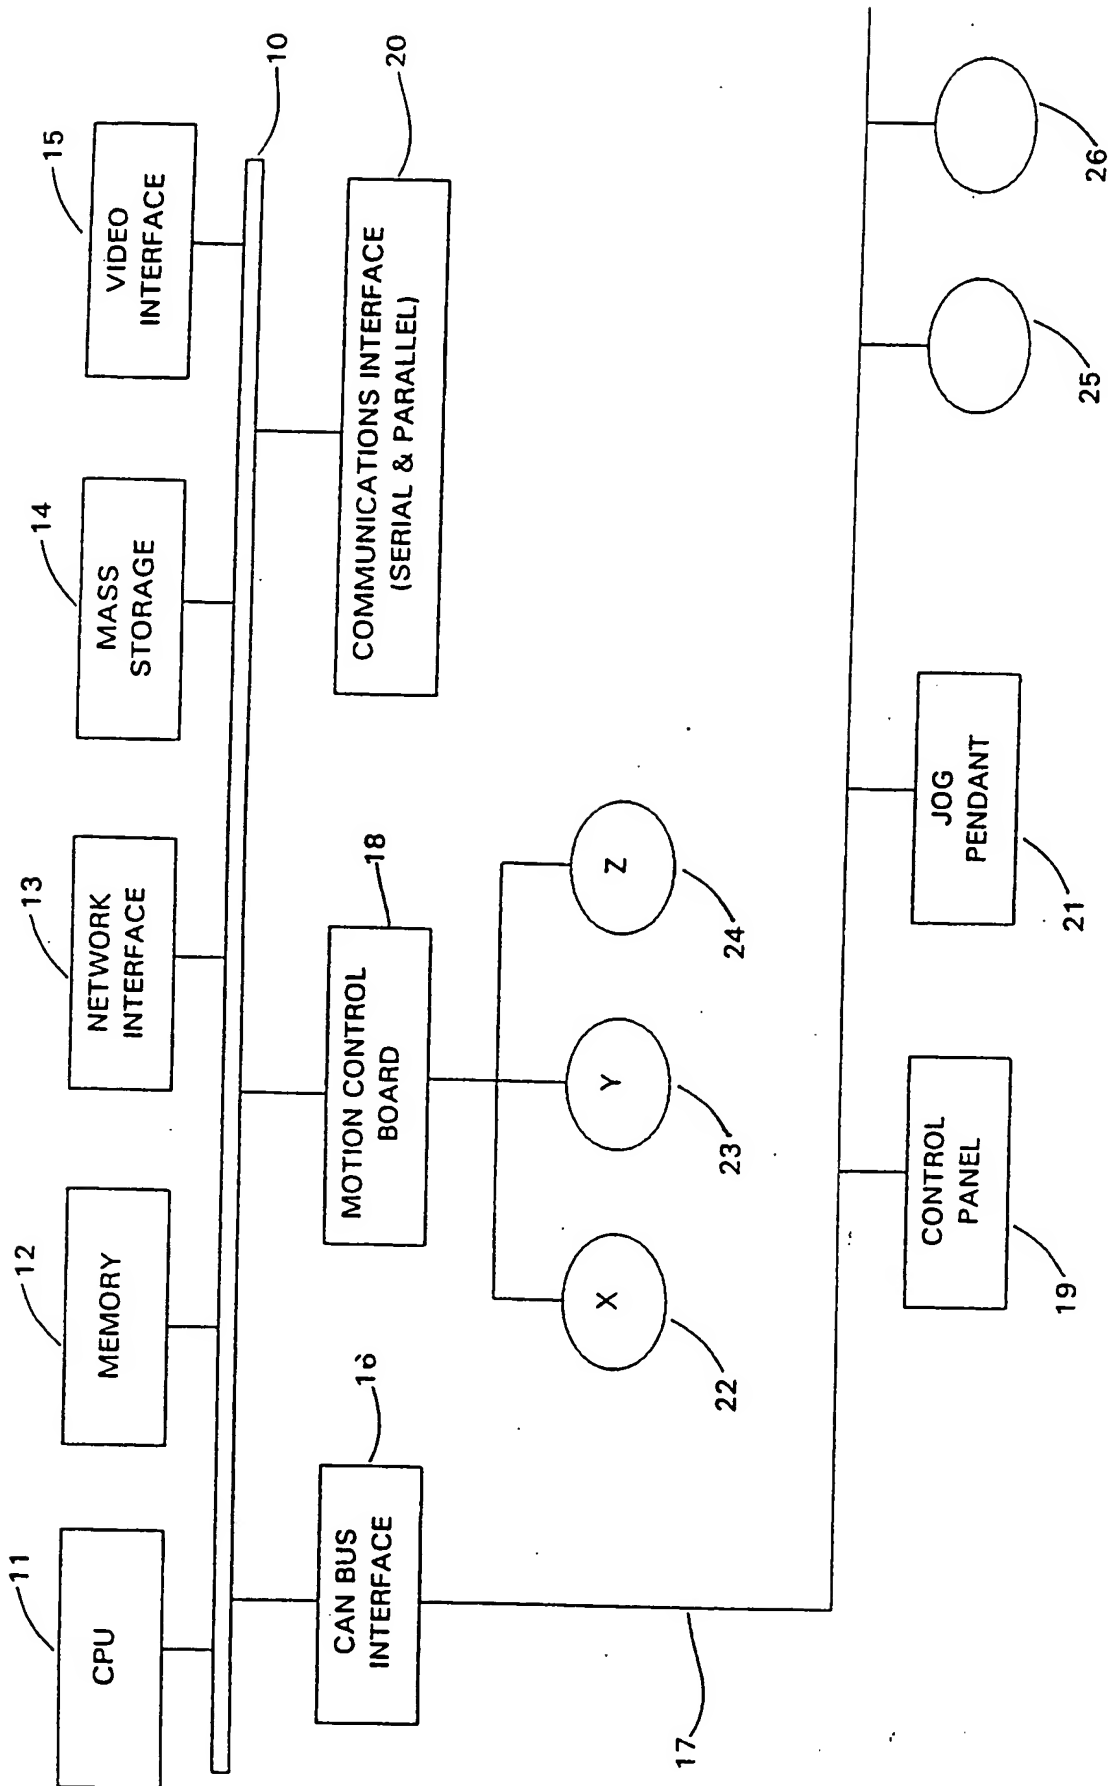 11
CPU
12
MEMORY
13
NETWORK
INTERFACE
14
MASS
STORAGE
15
VIDEO
INTERFACE
10
16
CAN BUS
INTERFACE
18
MOTION CONTROL
BOARD
20
COMMUNICATIONS INTERFACE
(SERIAL & PARALLEL)
X
22
Y
23
Z
24
17
CONTROL
PANEL
19
JOG
PENDANT
21
25
26